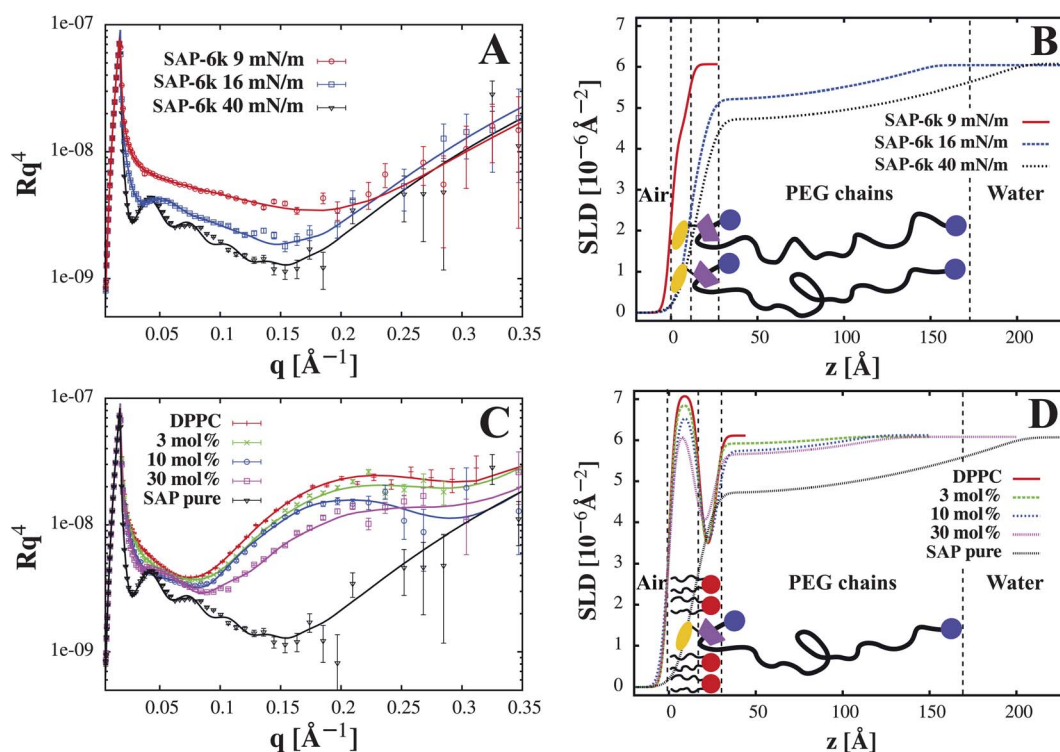 A
SAP-6k 9 mN/m
SAP-6k 16 mN/m
SAP-6k 40 mN/m
1e-07
1e-08
1e-09
Rq⁴
0.05 0.1 0.15 0.2 0.25 0.3 0.35
q [Å⁻¹]
B
7
6
5
4
3
2
1
0
SLD [10⁻⁶Å⁻²]
SAP-6k 9 mN/m
SAP-6k 16 mN/m
SAP-6k 40 mN/m
Air PEG chains Water
0 50 100 150 200
z [Å]
C
DPPC
3 mol%
10 mol%
30 mol%
SAP pure
1e-07
1e-08
1e-09
Rq⁴
0.05 0.1 0.15 0.2 0.25 0.3 0.35
q [Å⁻¹]
D
7
6
5
4
3
2
1
0
SLD [10⁻⁶Å⁻²]
DPPC
3 mol%
10 mol%
30 mol%
SAP pure
Air PEG chains Water
0 50 100 150 200
z [Å]